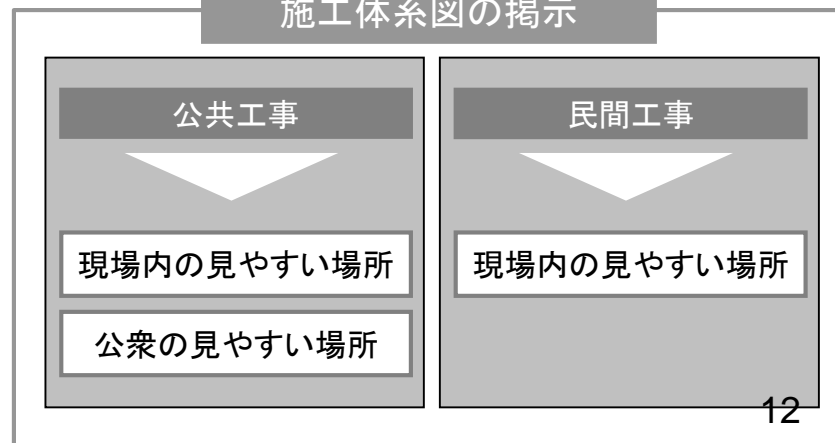 施工体系図の掲示
公共工事
現場内の見やすい場所
公衆の見やすい場所
民間工事
現場内の見やすい場所
12